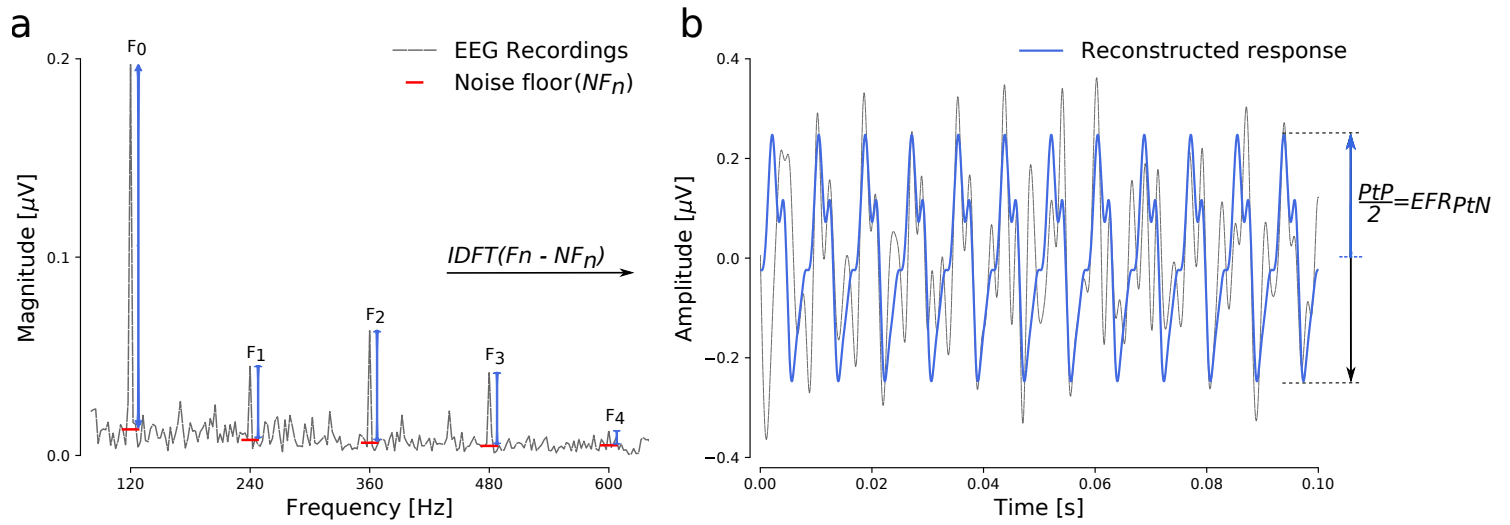 a
F0
EEG Recordings
Noise floor(NFn)
F1
F2
F3
F4
IDFT(Fn - NFn)
Magnitude [μV]
0.2
0.1
0.0
120
240
360
480
600
Frequency [Hz]
b
Reconstructed response
PtP/2=EFRPtN
Amplitude [μV]
0.4
0.2
0.0
−0.2
−0.4
0.00
0.02
0.04
0.06
0.08
0.10
Time [s]